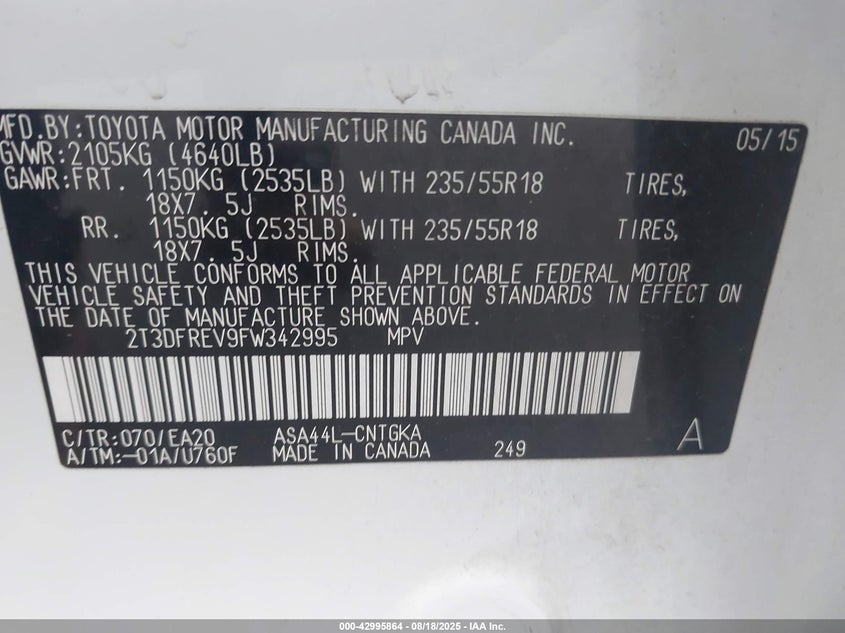 MFD.BY:TOYOTA MOTOR MANUFACTURING CANADA INC. 05/15
GVWR:2105KG (4640LB)
GAWR:FRT. 1150KG (2535LB) WITH 235/55R18 TIRES,
18X7. 5J RIMS.
RR. 1150KG (2535LB) WITH 235/55R18 TIRES,
18X7. 5J RIMS.
THIS VEHICLE CONFORMS TO ALL APPLICABLE FEDERAL MOTOR
VEHICLE SAFETY AND THEFT PREVENTION STANDARDS IN EFFECT ON
THE DATE OF MANUFACTURE SHOWN ABOVE.
2T3DFREV9FW342995 MPV
C/TR:070/EA20 ASA44L-CNTGKA
A/TM:-01A/U760F MADE IN CANADA 249 A
000-42995864 - 08/18/2025 - IAA Inc.